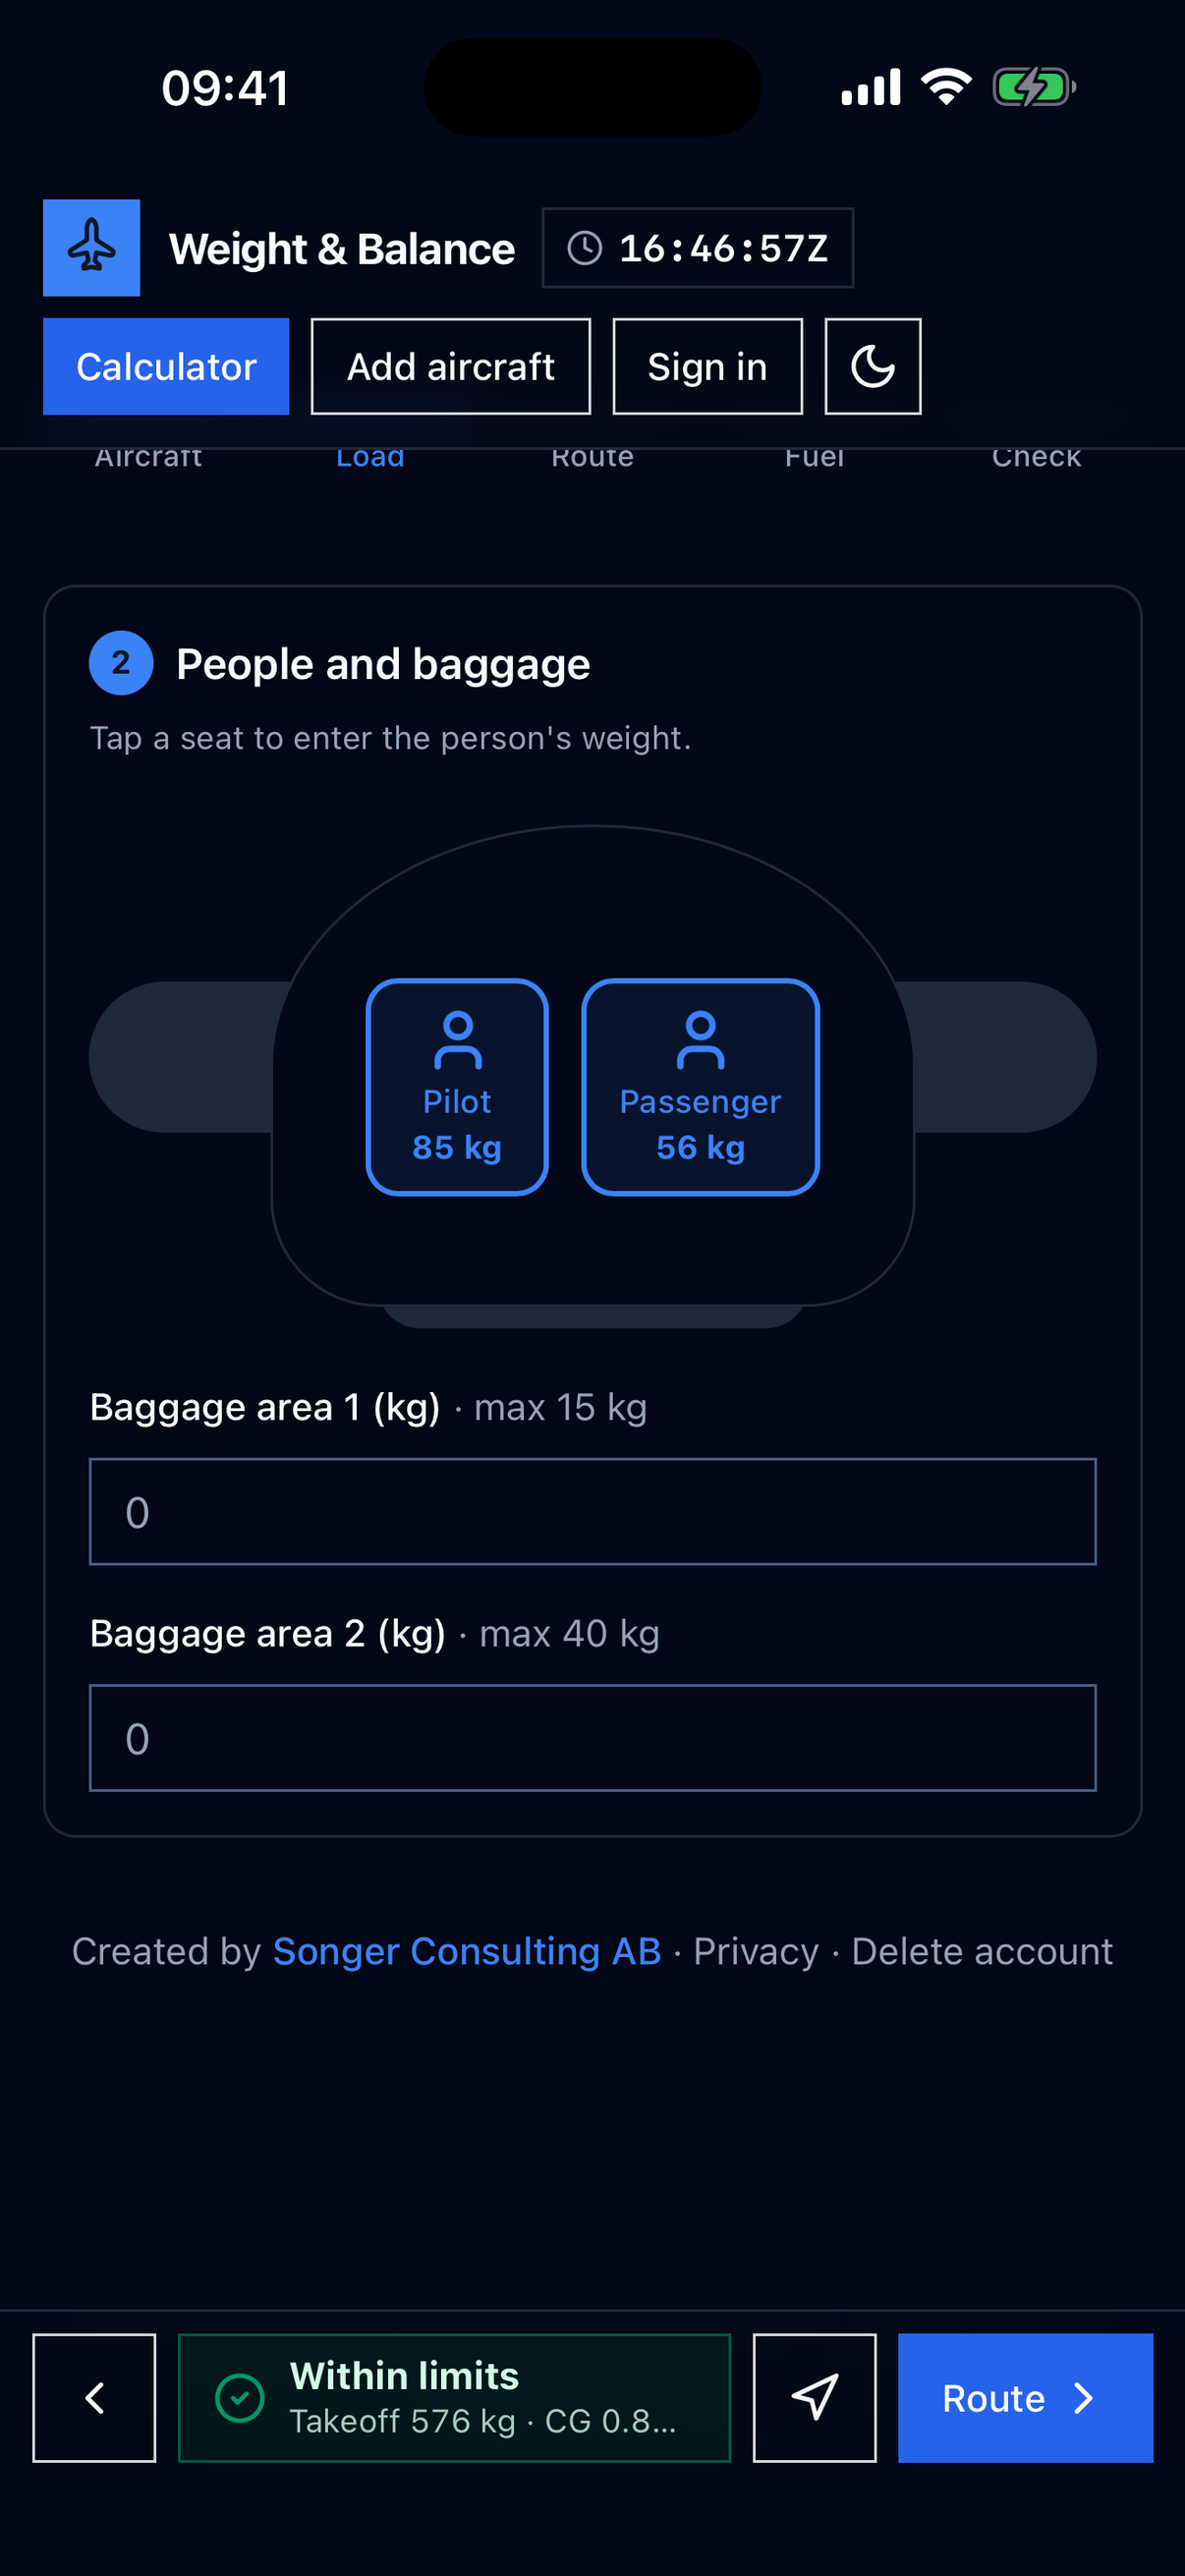 09:41
Weight & Balance
16:46:57Z
Calculator
Add aircraft
Sign in
Aircraft
Load
Route
Fuel
Check
2
People and baggage
Tap a seat to enter the person's weight.
Pilot
85 kg
Passenger
56 kg
Baggage area 1 (kg) · max 15 kg
0
Baggage area 2 (kg) · max 40 kg
0
Created by Songer Consulting AB · Privacy · Delete account
Within limits
Takeoff 576 kg · CG 0.8...
Route